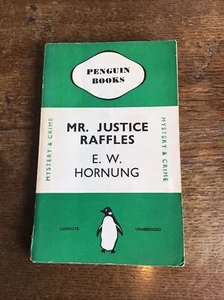 PENGUIN
BOOKS
MR. JUSTICE
RAFFLES
E. W.
HORNUNG
MYSTERY & CRIME
MYSTERY & CRIME
COMPLETE UNABRIDGED